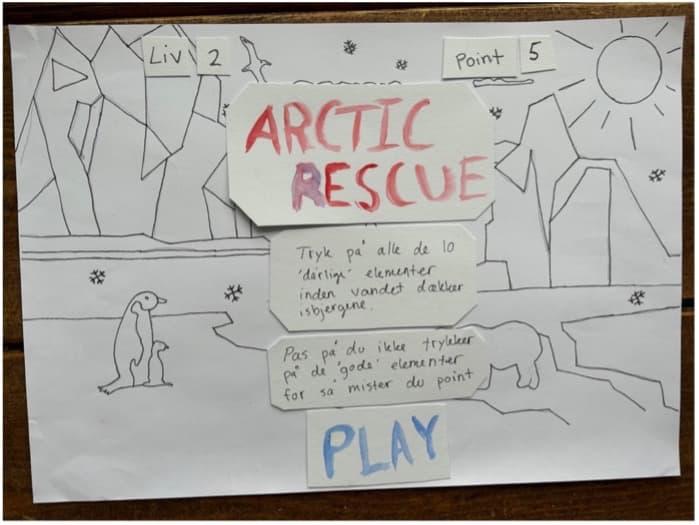 Liv 2
Point 5
ARCTIC
RESCUE
Tryk på alle de 10
'dårlige' elementer
inden vandet dækker
isbjergene.
Pas på du ikke trykker
på de 'gode' elementer
for så mister du point
PLAY